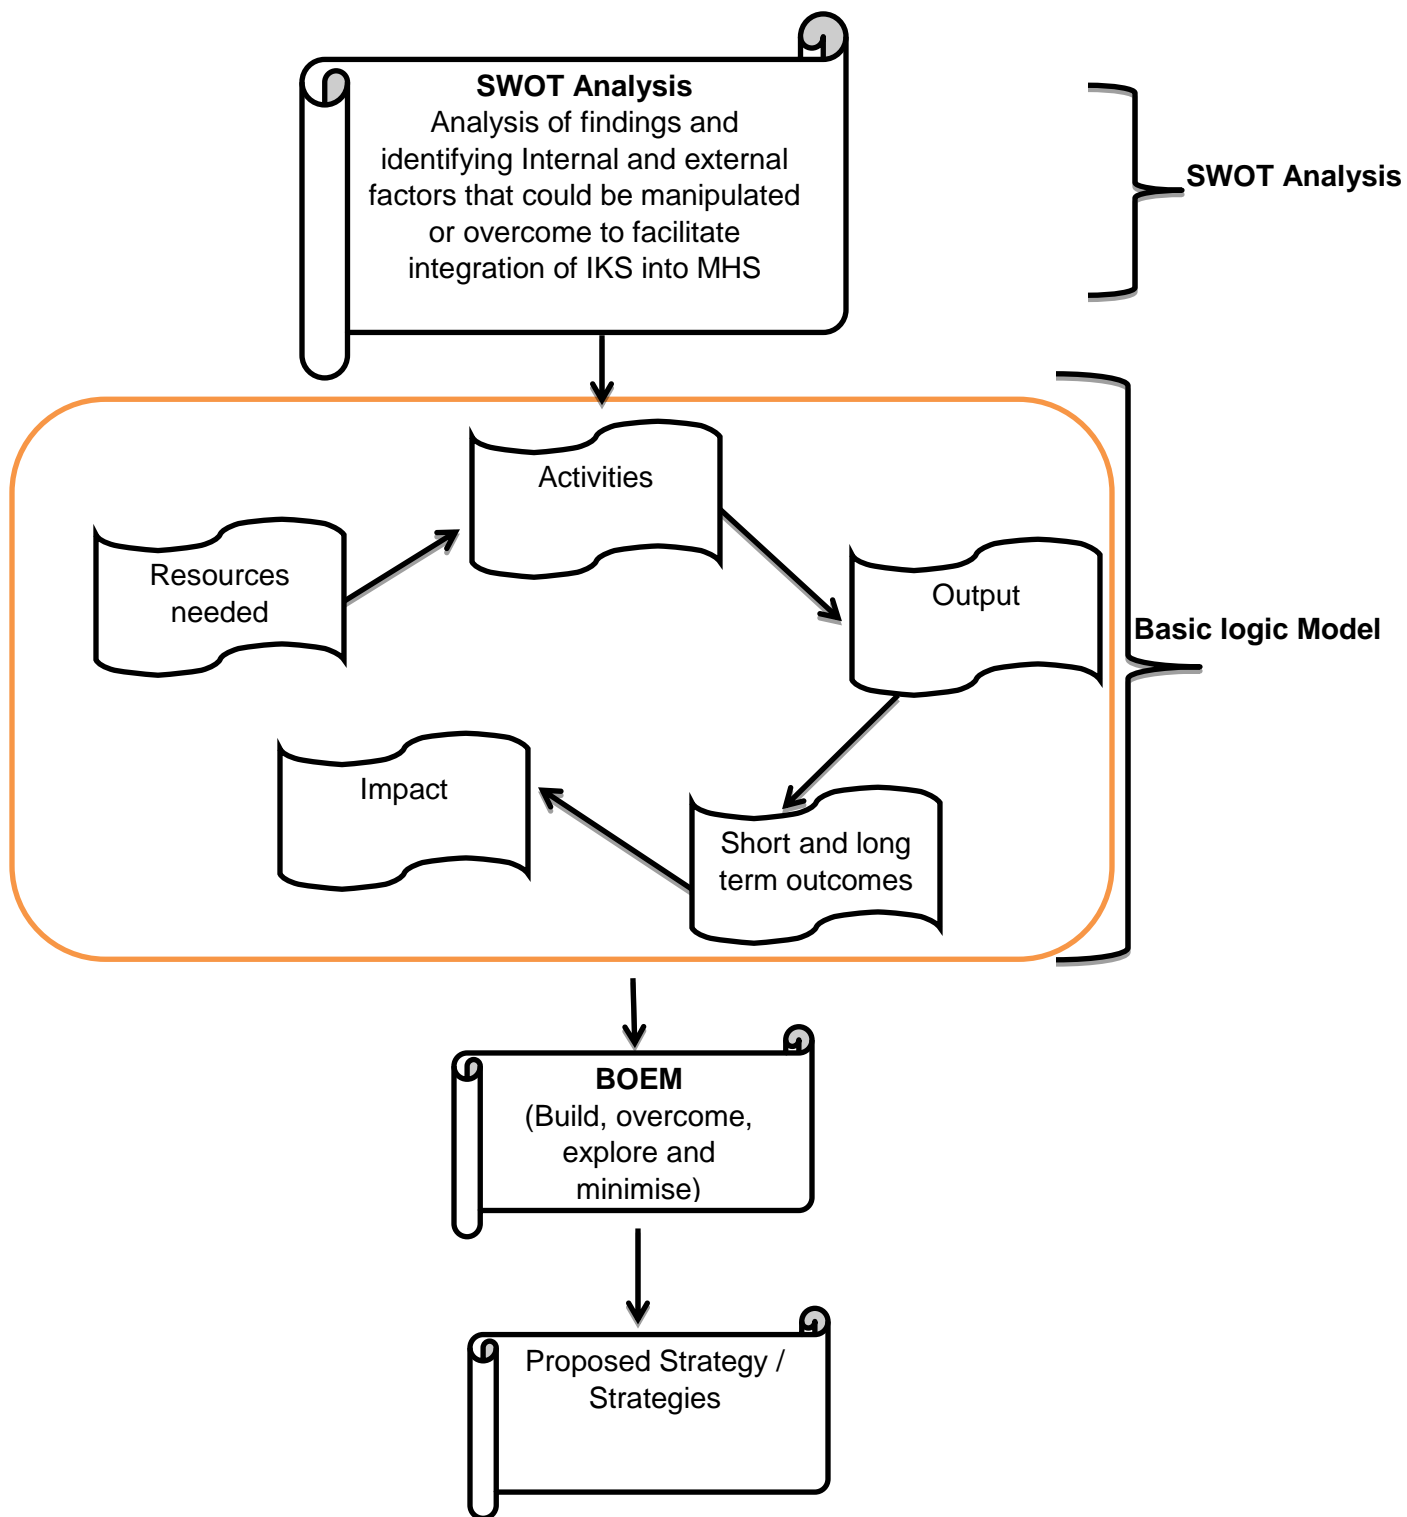 SWOT Analysis
Analysis of findings and
identifying Internal and external
factors that could be manipulated
or overcome to facilitate
integration of IKS into MHS
SWOT Analysis
Activities
Resources
needed
Output
Basic logic Model
Impact
Short and long
term outcomes
BOEM
(Build, overcome,
explore and
minimise)
Proposed Strategy /
Strategies